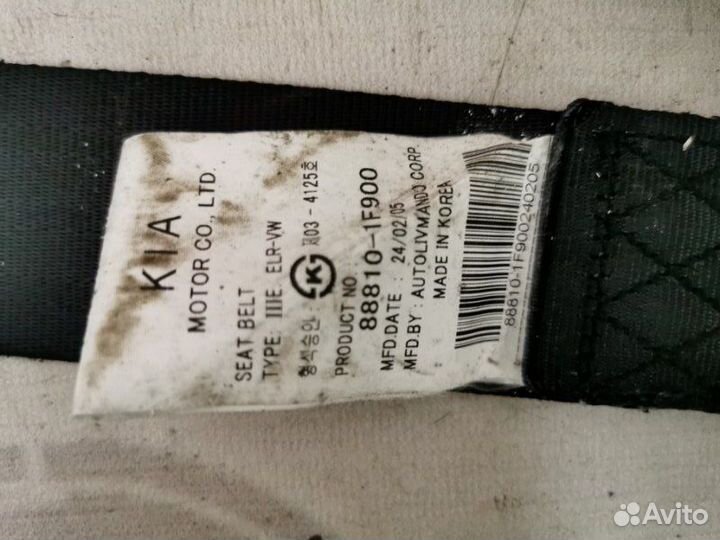 KIA
MOTOR CO., LTD.
SEAT BELT
TYPE: IIIE ELR-VW
형식승인: 제03-4125호
K
PRODUCT NO.
88810-1F900
MFD.DATE : 24/02/05
MFD.BY : AUTOLIVMANDO CORP.
MADE IN KOREA
88810-1F900240205
Avito